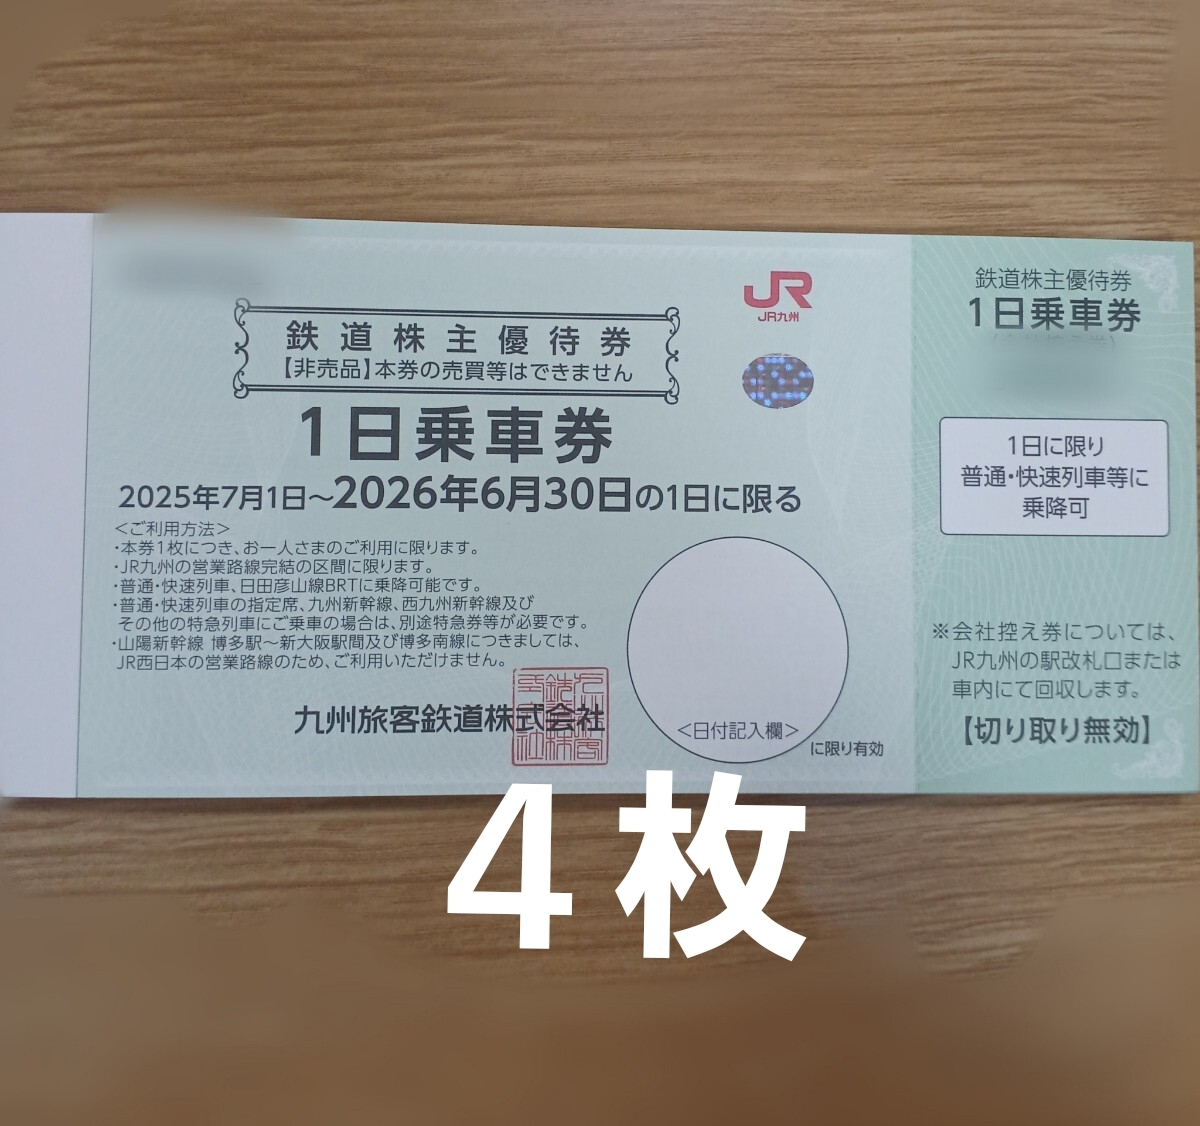 鉄道株主優待券
【非売品】本券の売買等はできません
1日乗車券
2025年7月1日～2026年6月30日の1日に限る
＜ご利用方法＞
・本券1枚につき、お一人さまのご利用に限ります。
・JR九州の営業路線完結の区間に限ります。
・普通・快速列車、日田彦山線BRTに乗降可能です。
・普通・快速列車の指定席、九州新幹線、西九州新幹線及び
その他の特急列車にご乗車の場合は、別途特急券等が必要です。
・山陽新幹線 博多駅～新大阪駅間及び博多南線につきましては、
JR西日本の営業路線のため、ご利用いただけません。
九州旅客鉄道株式会社
JR
JR九州
＜日付記入欄＞
に限り有効
鉄道株主優待券
1日乗車券
1日に限り
普通・快速列車等に
乗降可
※会社控え券については、
JR九州の駅改札口または
車内にて回収します。
【切り取り無効】
4枚